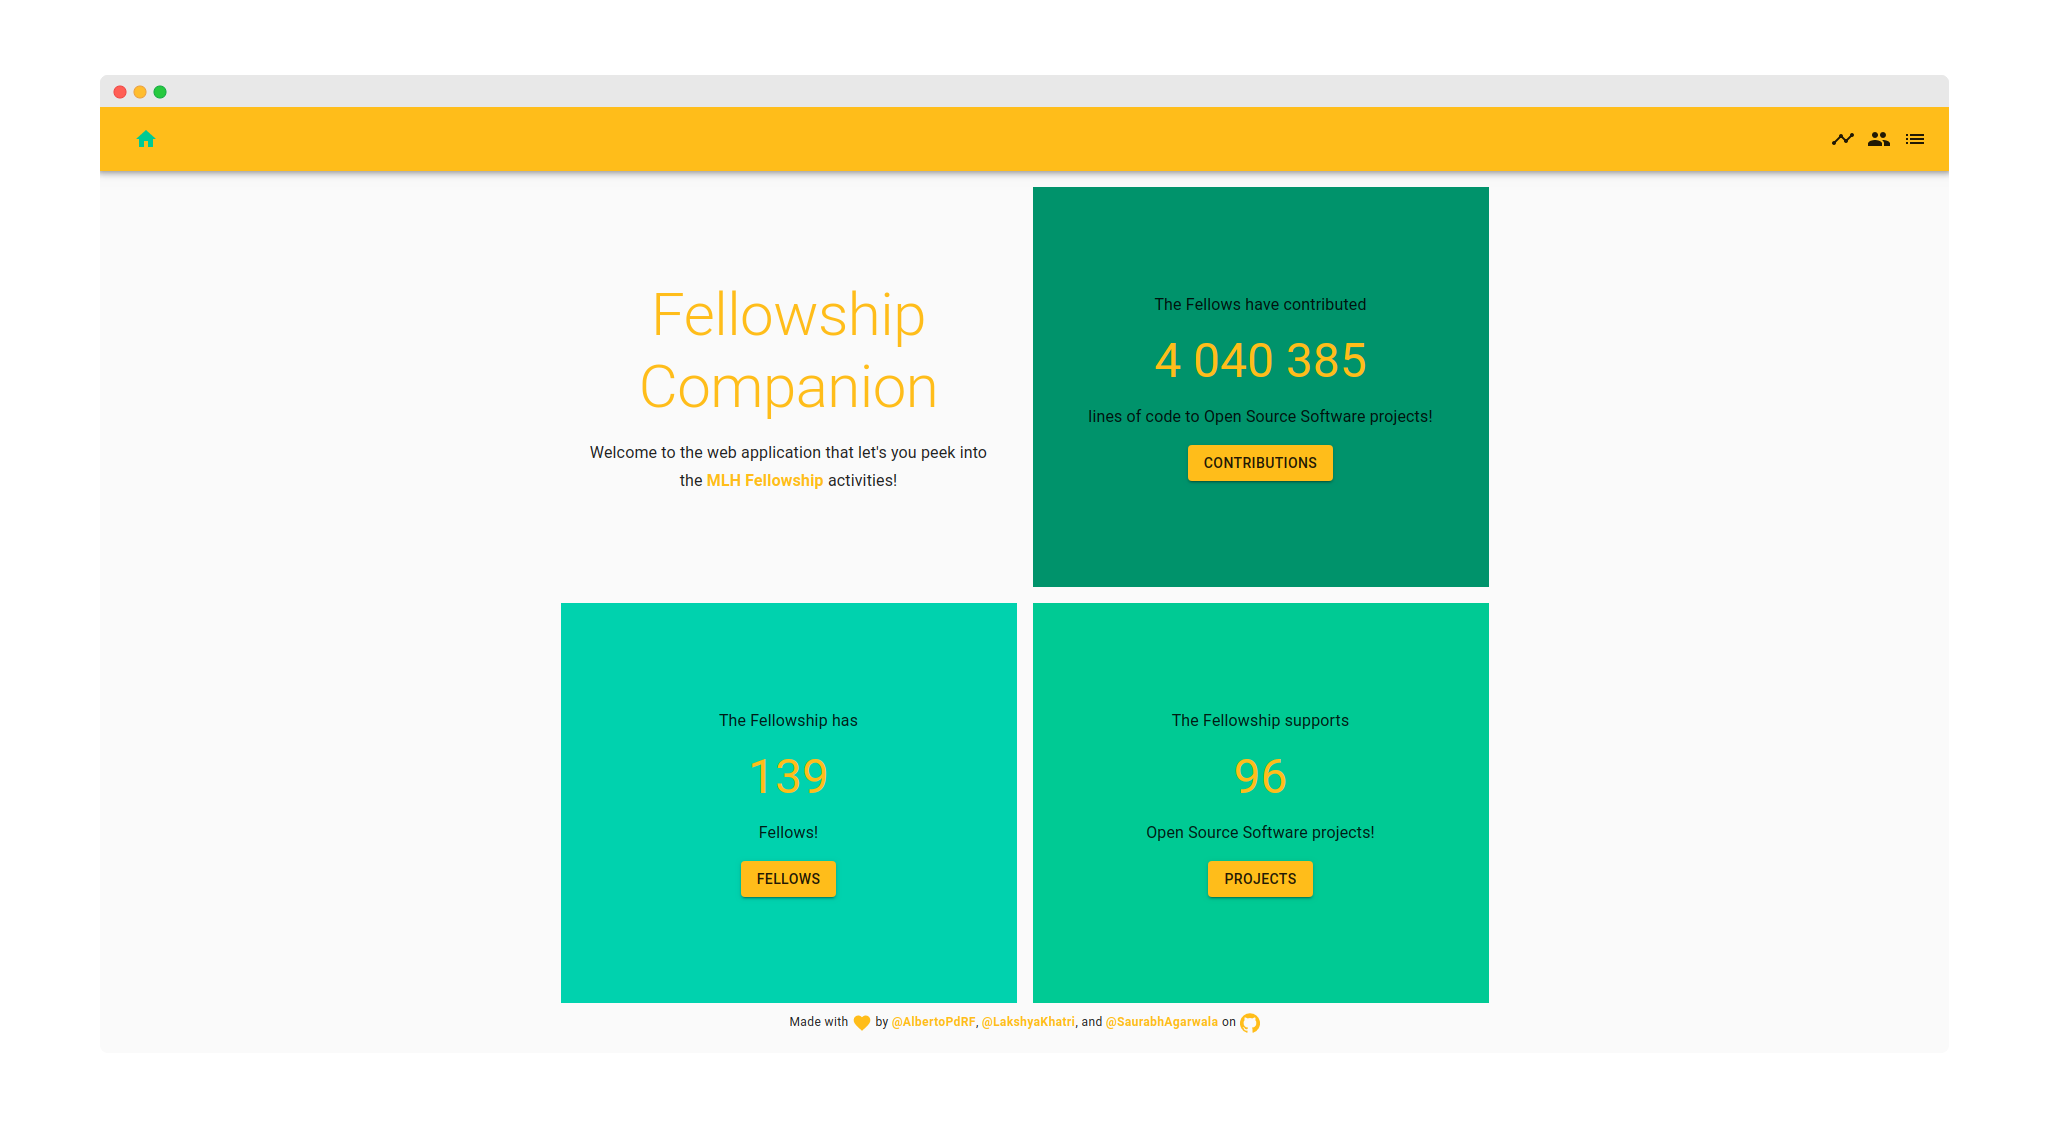 Fellowship
Companion
Welcome to the web application that let's you peek into
the MLH Fellowship activities!
The Fellows have contributed
4 040 385
lines of code to Open Source Software projects!
CONTRIBUTIONS
The Fellowship has
139
Fellows!
FELLOWS
The Fellowship supports
96
Open Source Software projects!
PROJECTS
Made with by @AlbertoPdRF, @LakshyaKhatri, and @SaurabhAgarwala on